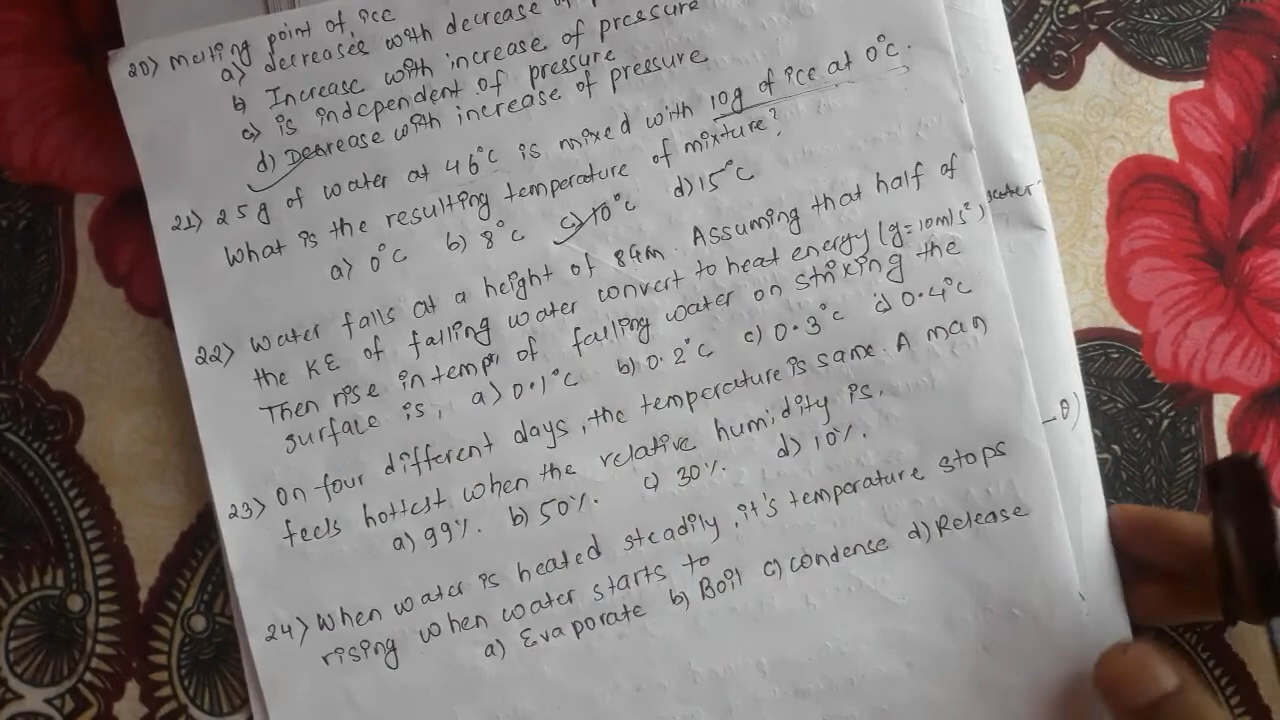 20) Melting point of ice
a) decreases with decrease of
b) Increase with increase of pressure
c) is independent of pressure
d) Decrease with increase of pressure
21) 25g of water at 46°C is mixed with 10g of ice at 0°C.
What is the resulting temperature of mixture?
a) 0°C b) 8°C c) 10°C d) 15°C
22) Water falls at a height of 84m. Assuming that half of
the KE of falling water convert to heat energy (g=10m/s²)
Then rise in temp of falling water on striking the
surface is, a) 0.1°C b) 0.2°C c) 0.3°C d) 0.4°C
23) On four different days, the temperature is same. A man
feels hottest when the relative humidity is,
a) 99%. b) 50%. c) 30%. d) 10%.
24) When water is heated steadily, it's temperature stops
rising when water starts to
a) Evaporate b) Boil c) condense d) Release